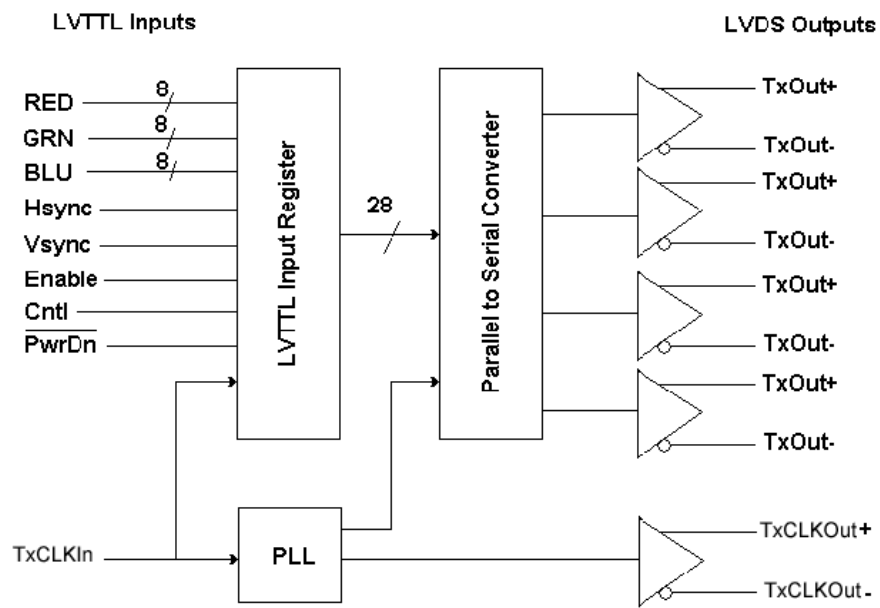 LVTTL Inputs
LVDS Outputs
RED 8
GRN 8
BLU 8
Hsync
Vsync
Enable
Cntl
PwrDn
LVTTL Input Register
28
Parallel to Serial Converter
TxOut+
TxOut-
TxOut+
TxOut-
TxOut+
TxOut-
TxOut+
TxOut-
TxCLKIn
PLL
TxCLKOut+
TxCLKOut-